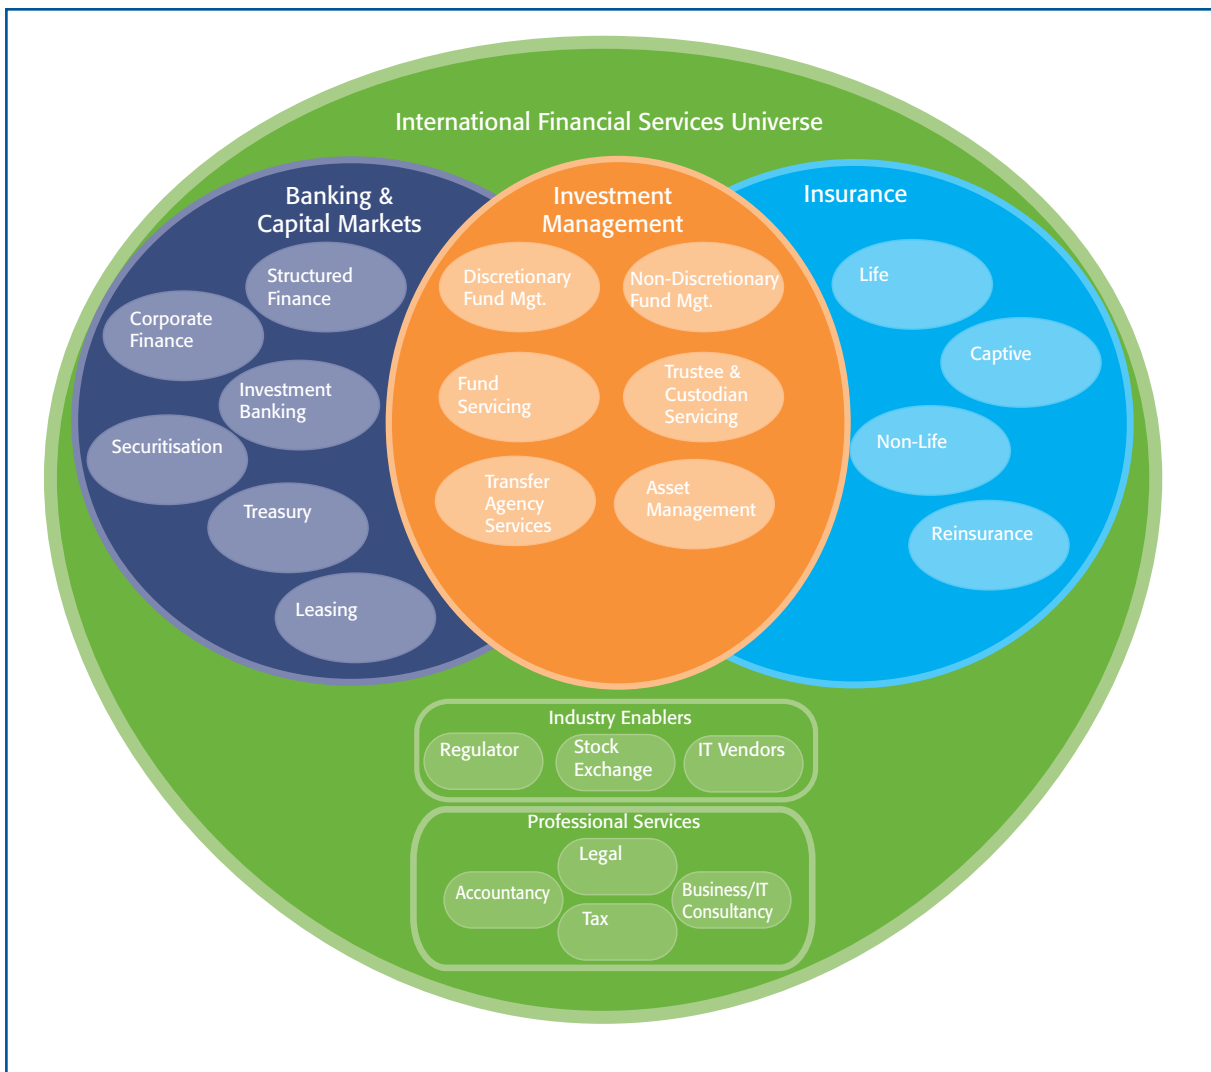 International Financial Services Universe
Banking &
Capital Markets
Structured
Finance
Corporate
Finance
Investment
Banking
Securitisation
Treasury
Leasing
Investment
Management
Discretionary
Fund Mgt.
Non-Discretionary
Fund Mgt.
Fund
Servicing
Trustee &
Custodian
Servicing
Transfer
Agency
Services
Asset
Management
Insurance
Life
Captive
Non-Life
Reinsurance
Industry Enablers
Regulator
Stock
Exchange
IT Vendors
Professional Services
Legal
Accountancy
Business/IT
Consultancy
Tax